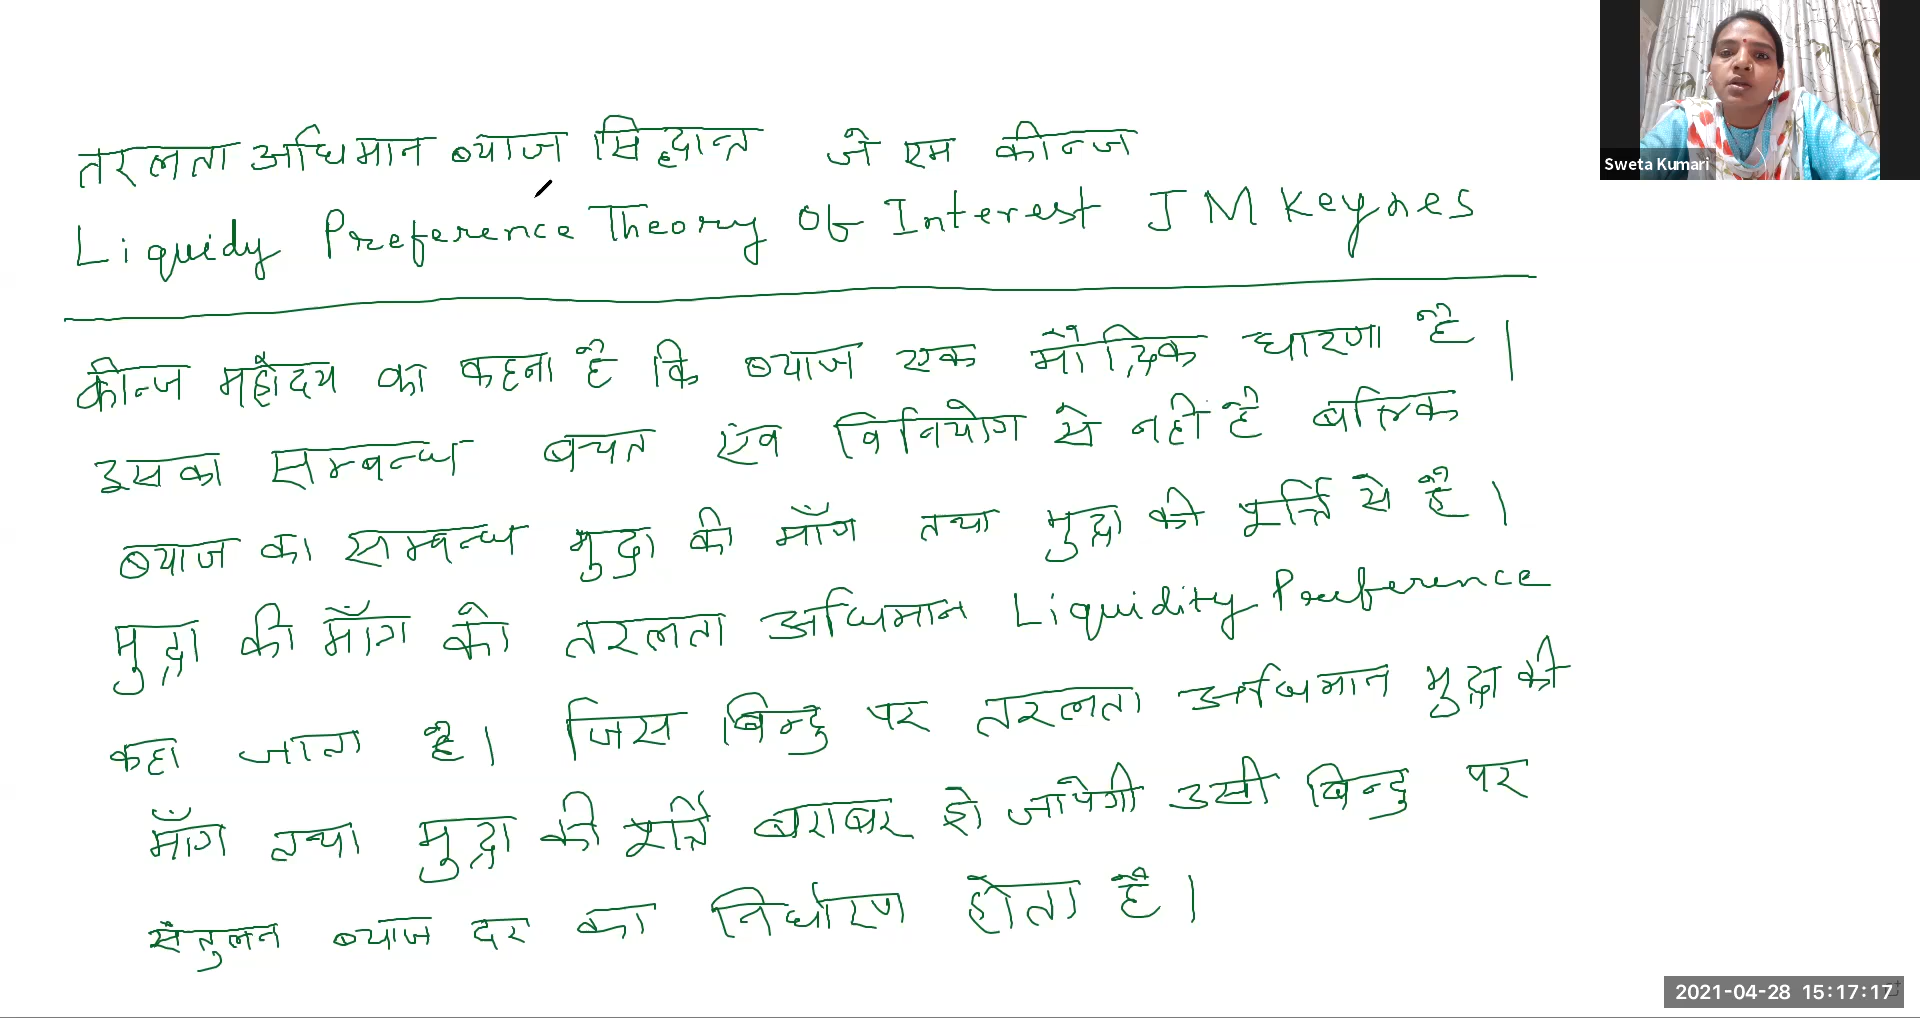 तरलता अधिमान ब्याज सिद्धान्त जे एम कीन्ज
Liquidy Preference Theory Of Interest J M Keynes
कीन्ज महोदय का कहना है कि ब्याज एक मौद्रिक धारणा है।
उसका सम्बन्ध बचत एंव विनियोग से नही है बल्कि
ब्याज का सम्बन्ध मुद्रा की माँग तथा मुद्रा की पूर्त्ति से है।
मुद्रा की माँग को तरलता अधिमान Liquidity Preference
कहा जाता है। जिस बिन्दु पर तरलता अधिमान मुद्रा की
माँग तथा मुद्रा की पूर्त्ति बराबर हो जायेगी उसी बिन्दु पर
संतुलन ब्याज दर का निर्धारण होता है।
Sweta Kumari
2021-04-28 15:17:17